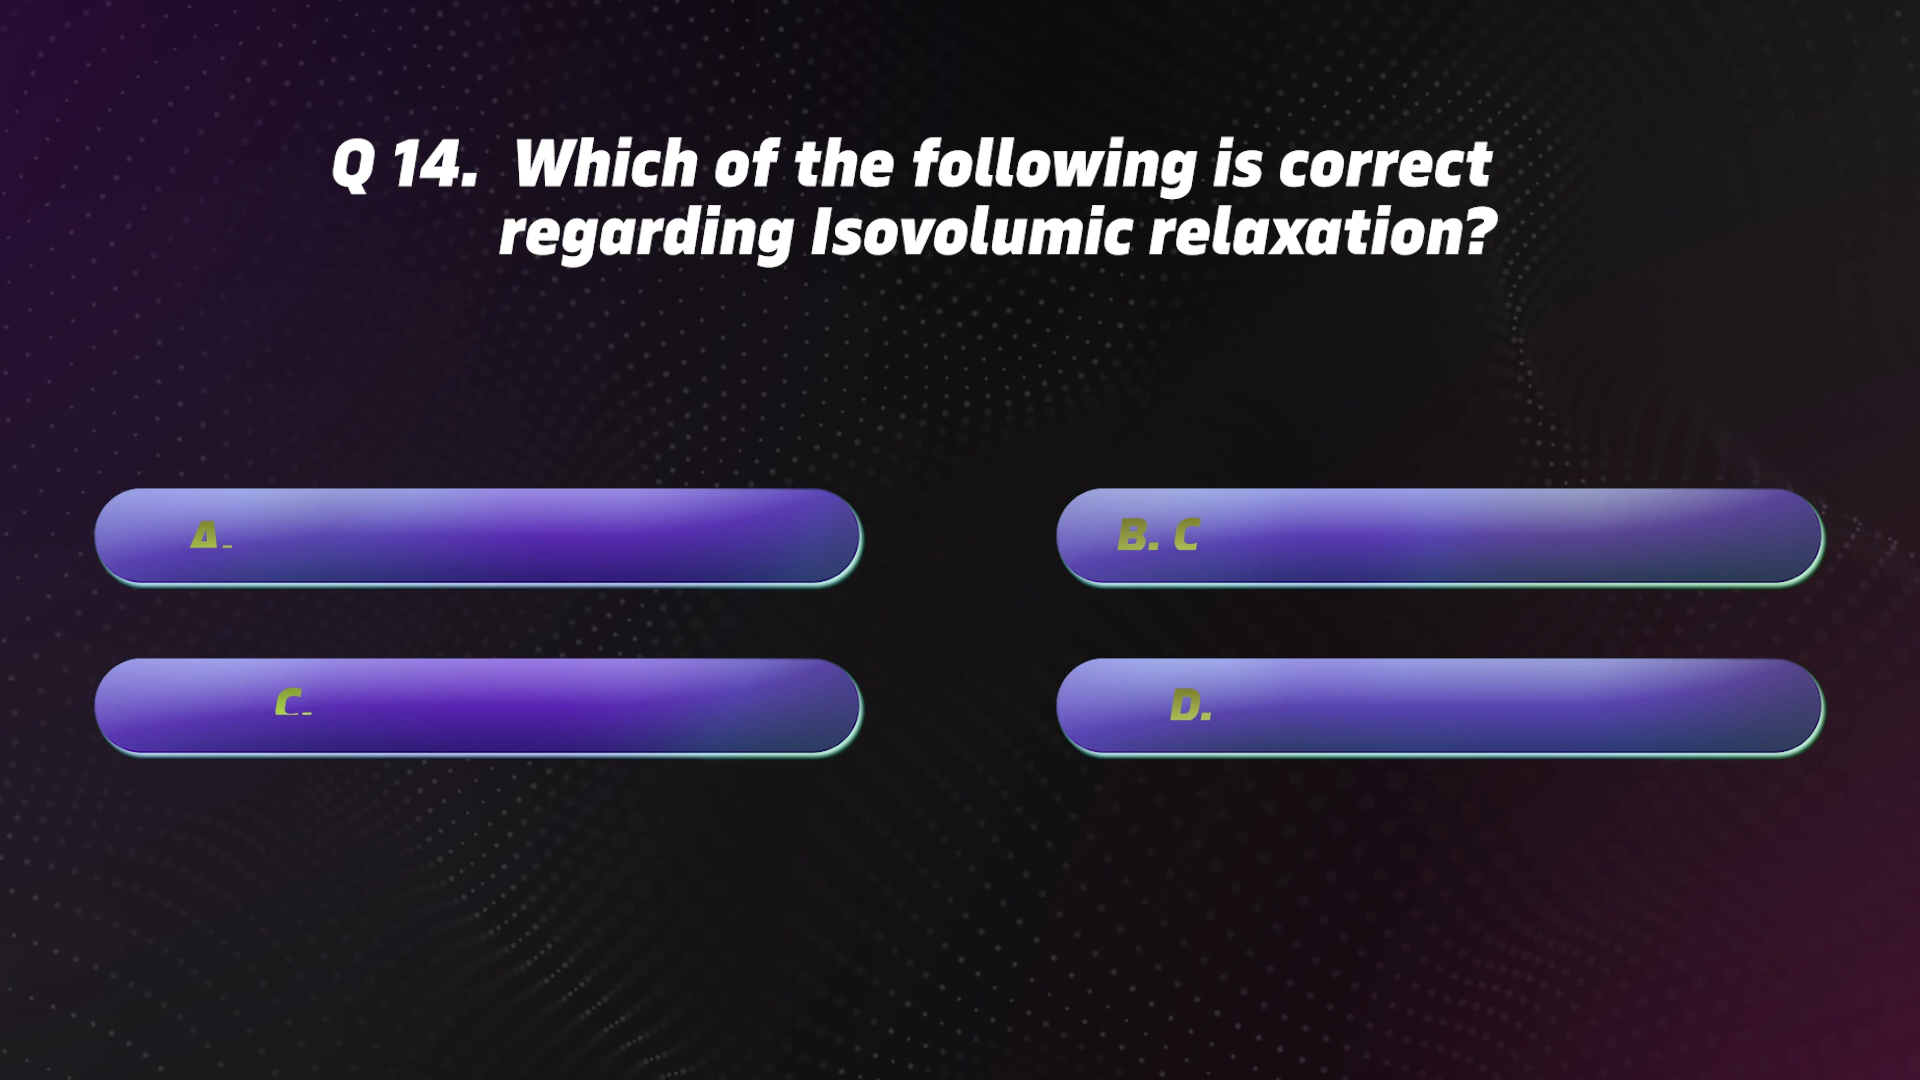 Q 14. Which of the following is correct
regarding Isovolumic relaxation?
A.
B. C
C.
D.